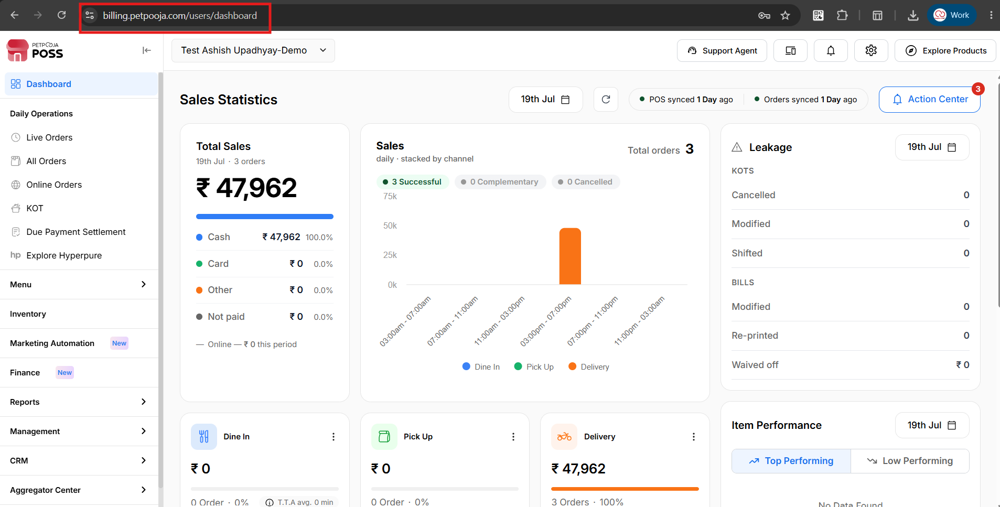 billing.petpooja.com/users/dashboard
Work
PETPOOJA
POSS
Test Ashish Upadhyay-Demo
Support Agent
Explore Products
Dashboard
Daily Operations
Live Orders
All Orders
Online Orders
KOT
Due Payment Settlement
hp Explore Hyperpure
Menu
Inventory
Marketing Automation New
Finance New
Reports
Management
CRM
Aggregator Center
Sales Statistics
19th Jul
POS synced 1 Day ago
Orders synced 1 Day ago
Action Center
3
Total Sales
19th Jul · 3 orders
₹ 47,962
Cash ₹ 47,962 100.0%
Card ₹ 0 0.0%
Other ₹ 0 0.0%
Not paid ₹ 0 0.0%
— Online — ₹ 0 this period
Sales
daily · stacked by channel
Total orders 3
3 Successful
0 Complementary
0 Cancelled
75k
50k
25k
0k
03:00am - 07:00am
07:00am - 11:00am
11:00am - 03:00pm
03:00pm - 07:00pm
07:00pm - 11:00pm
11:00pm - 03:00am
Dine In
Pick Up
Delivery
Leakage
19th Jul
KOTS
Cancelled 0
Modified 0
Shifted 0
BILLS
Modified 0
Re-printed 0
Waived off ₹ 0
Dine In
₹ 0
0 Order · 0%
T.T.A avg. 0 min
Pick Up
₹ 0
0 Order · 0%
Delivery
₹ 47,962
3 Orders · 100%
Item Performance
19th Jul
Top Performing
Low Performing
No Data Found